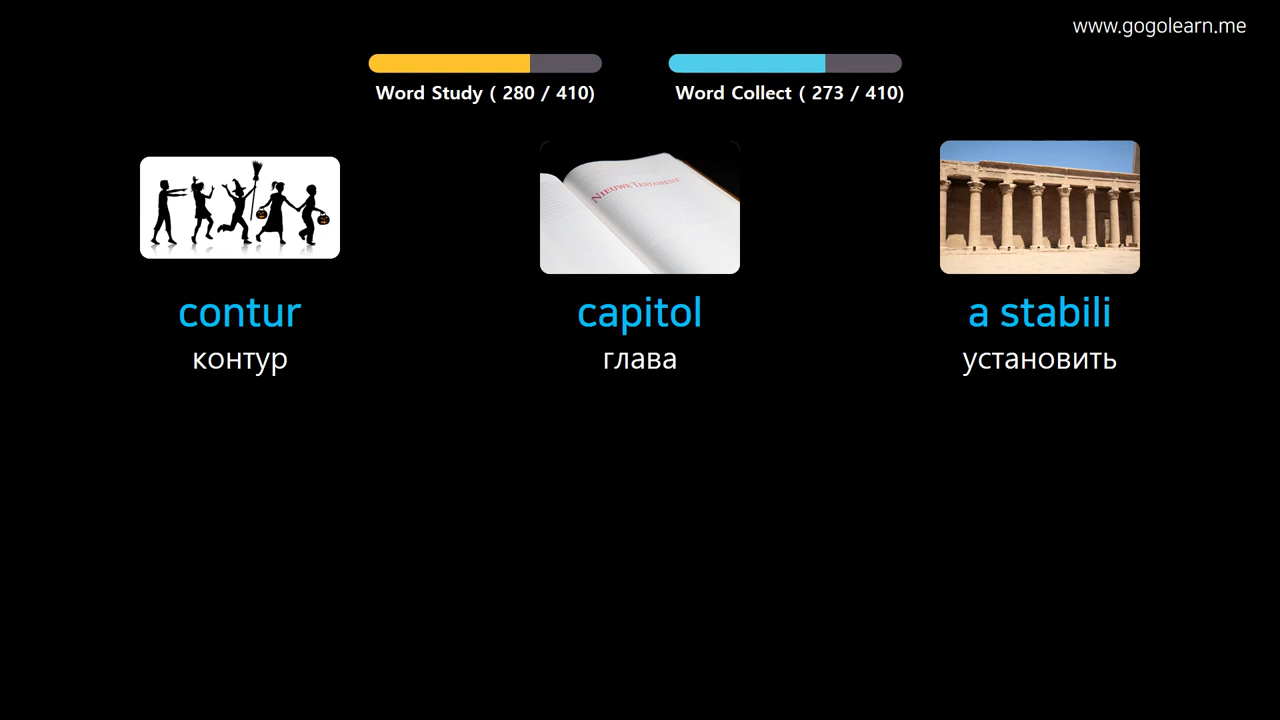 www.gogolearn.me
Word Study ( 280 / 410)
Word Collect ( 273 / 410)
NIEUWE TESTAMENT
contur
capitol
a stabili
контур
глава
установить